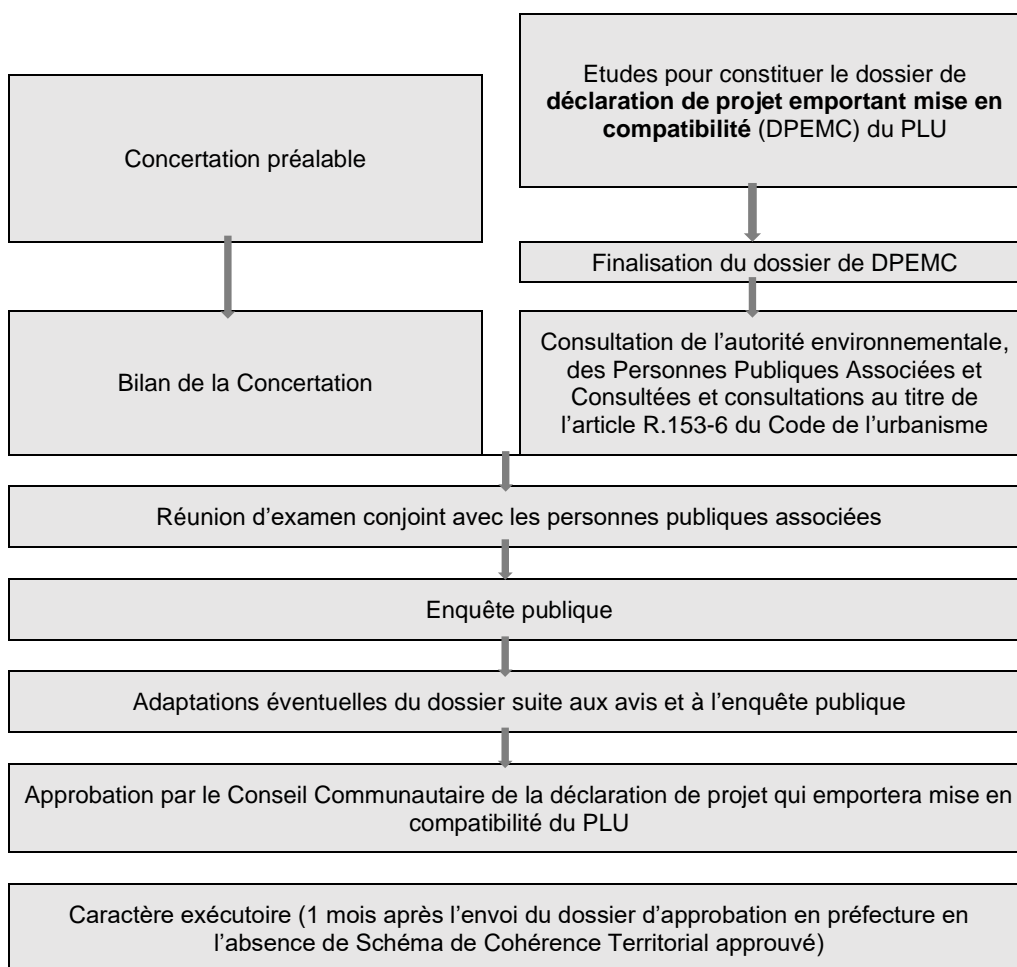 Concertation préalable
Etudes pour constituer le dossier de
déclaration de projet emportant mise en
compatibilité (DPEMC) du PLU
Finalisation du dossier de DPEMC
Bilan de la Concertation
Consultation de l’autorité environnementale,
des Personnes Publiques Associées et
Consultées et consultations au titre de
l’article R.153-6 du Code de l’urbanisme
Réunion d’examen conjoint avec les personnes publiques associées
Enquête publique
Adaptations éventuelles du dossier suite aux avis et à l’enquête publique
Approbation par le Conseil Communautaire de la déclaration de projet qui emportera mise en
compatibilité du PLU
Caractère exécutoire (1 mois après l’envoi du dossier d’approbation en préfecture en
l’absence de Schéma de Cohérence Territorial approuvé)